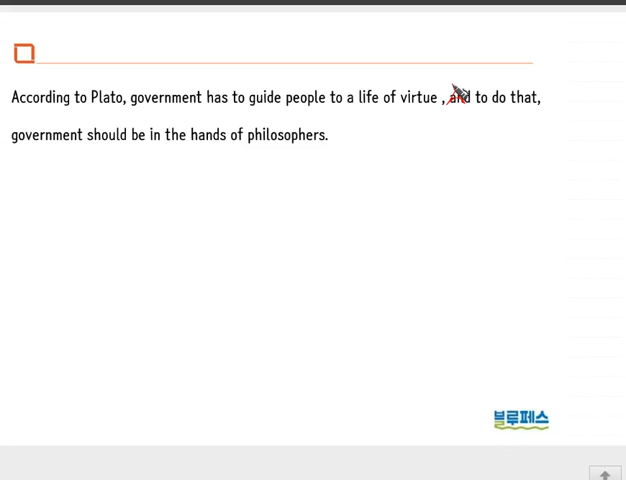 According to Plato, government has to guide people to a life of virtue , and to do that,
government should be in the hands of philosophers.
블루페스